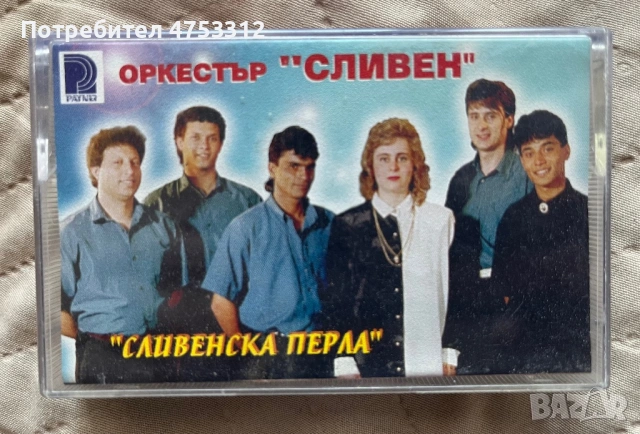 Потребител 4753312
PAYNER
ОРКЕСТЪР "СЛИВЕН"
"СЛИВЕНСКА ПЕРЛА"
BAZAR